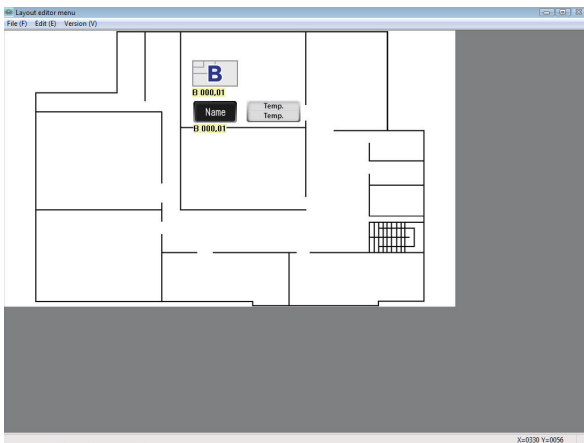 Layout editor menu
File (F) Edit (E) Version (V)
B
B 000,01
Name
Temp.
Temp.
B 000,01
X=0330 Y=0056